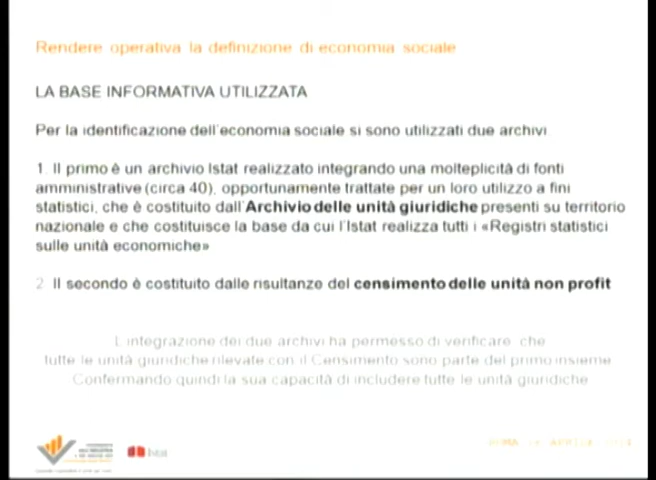 Rendere operativa la definizione di economia sociale
LA BASE INFORMATIVA UTILIZZATA
Per la identificazione dell'economia sociale si sono utilizzati due archivi
1. Il primo è un archivio Istat realizzato integrando una molteplicità di fonti
amministrative (circa 40), opportunamente trattate per un loro utilizzo a fini
statistici, che è costituito dall'Archivio delle unità giuridiche presenti su territorio
nazionale e che costituisce la base da cui l'Istat realizza tutti i «Registri statistici
sulle unità economiche»
2 Il secondo è costituito dalle risultanze del censimento delle unità non profit
L'integrazione dei due archivi ha permesso di verificare che
tutte le unità giuridiche rilevate con il Censimento sono parte del primo insieme
Confermando quindi la sua capacità di includere tutte le unità giuridiche
Istat
ROMA APRILE